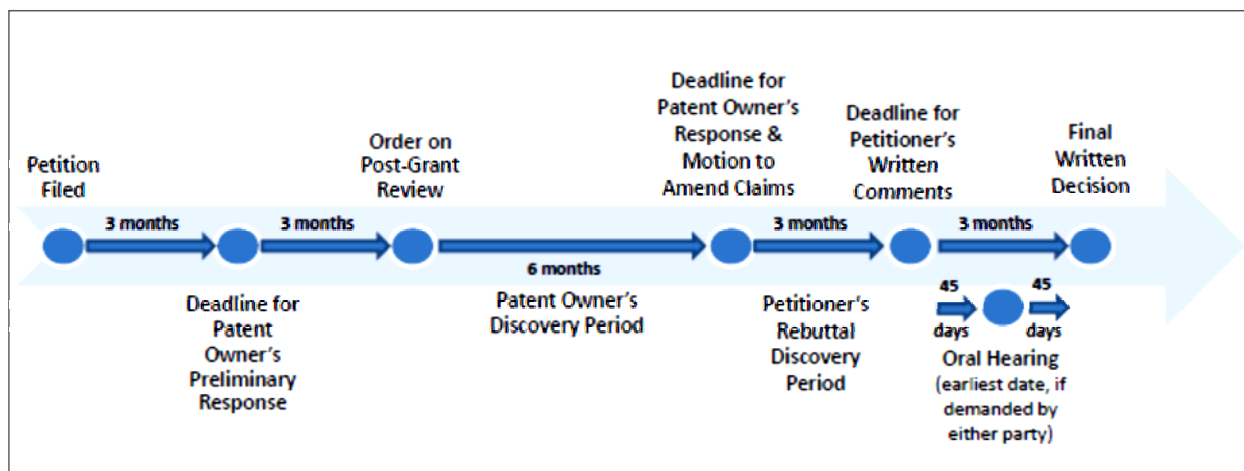 Petition
Filed
3 months
Deadline for
Patent
Owner's
Preliminary
Response
3 months
Order on
Post-Grant
Review
6 months
Patent Owner's
Discovery Period
Deadline for
Patent Owner's
Response &
Motion to
Amend Claims
3 months
Petitioner's
Rebuttal
Discovery
Period
Deadline for
Petitioner's
Written
Comments
3 months
45
days
45
days
Oral Hearing
(earliest date, if
demanded by
either party)
Final
Written
Decision